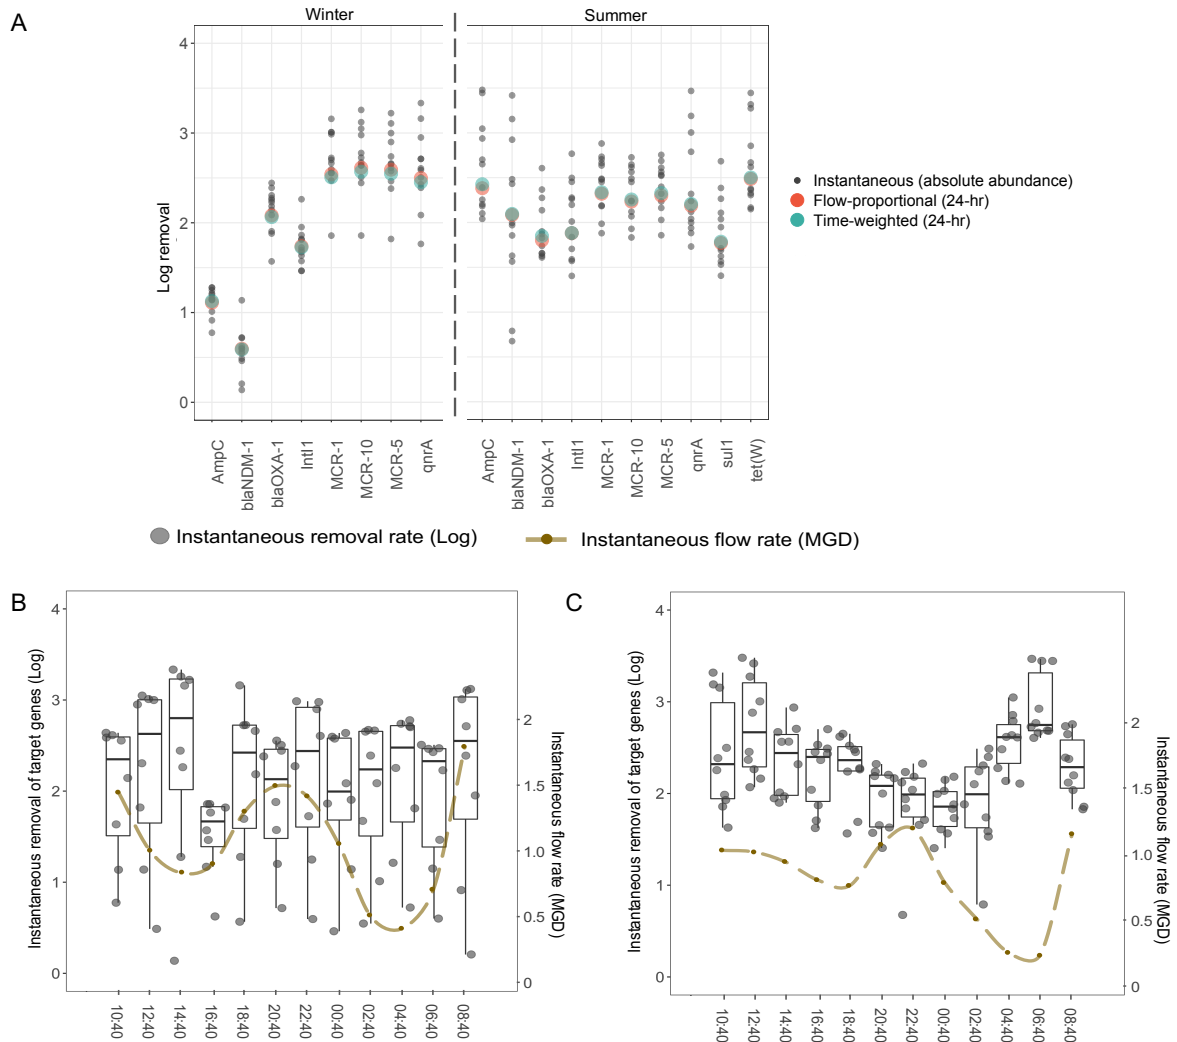 A
Winter
Summer
4
3
2
1
0
Log removal
AmpC
blaNDM-1
blaOXA-1
IntI1
MCR-1
MCR-10
MCR-5
qnrA
AmpC
blaNDM-1
blaOXA-1
IntI1
MCR-1
MCR-10
MCR-5
qnrA
sul1
tet(W)
Instantaneous (absolute abundance)
Flow-proportional (24-hr)
Time-weighted (24-hr)
Instantaneous removal rate (Log)
Instantaneous flow rate (MGD)
B
4
3
2
1
0
Instantaneous removal of target genes (Log)
2
1.5
1.0
0.5
0
Instantaneous flow rate (MGD)
10:40
12:40
14:40
16:40
18:40
20:40
22:40
00:40
02:40
04:40
06:40
08:40
C
4
3
2
1
0
Instantaneous removal of target genes (Log)
2
1.5
1.0
0.5
0
Instantaneous flow rate (MGD)
10:40
12:40
14:40
16:40
18:40
20:40
22:40
00:40
02:40
04:40
06:40
08:40